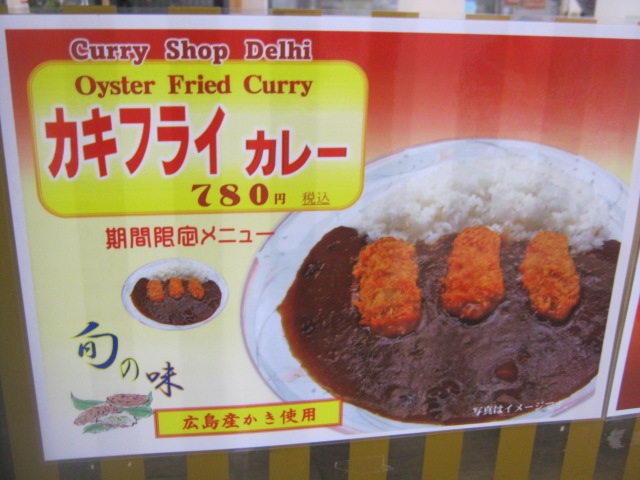 Curry Shop Delhi
Oyster Fried Curry
カキフライ カレー
780円 税込
期間限定メニュー
旬の味
広島産かき使用
写真はイメージ